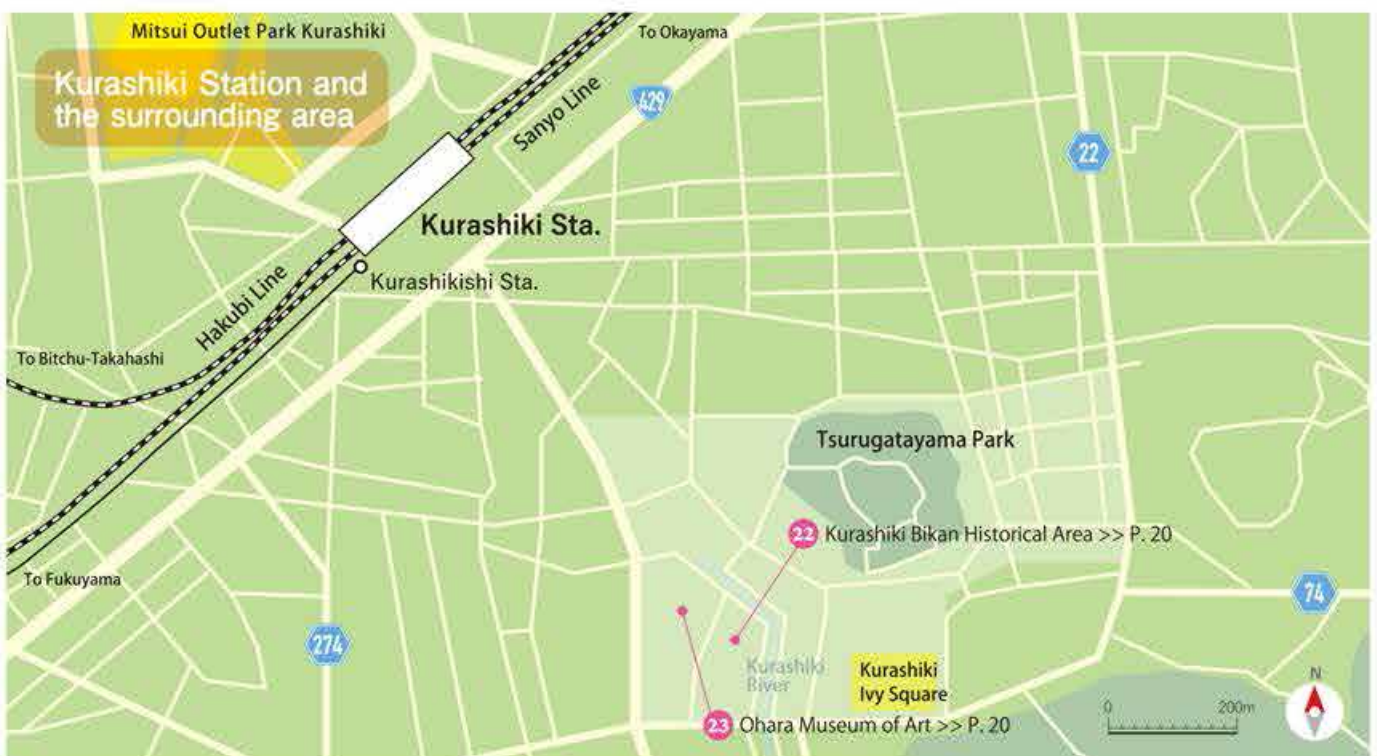 Mitsui Outlet Park Kurashiki
To Okayama
Kurashiki Station and
the surrounding area
429
Sanyo Line
22
Kurashiki Sta.
Kurashikishi Sta.
Hakubi Line
To Bitchu-Takahashi
Tsurugatayama Park
22 Kurashiki Bikan Historical Area >> P. 20
To Fukuyama
74
274
Kurashiki
River
Kurashiki
Ivy Square
N
0 200m
23 Ohara Museum of Art >> P. 20